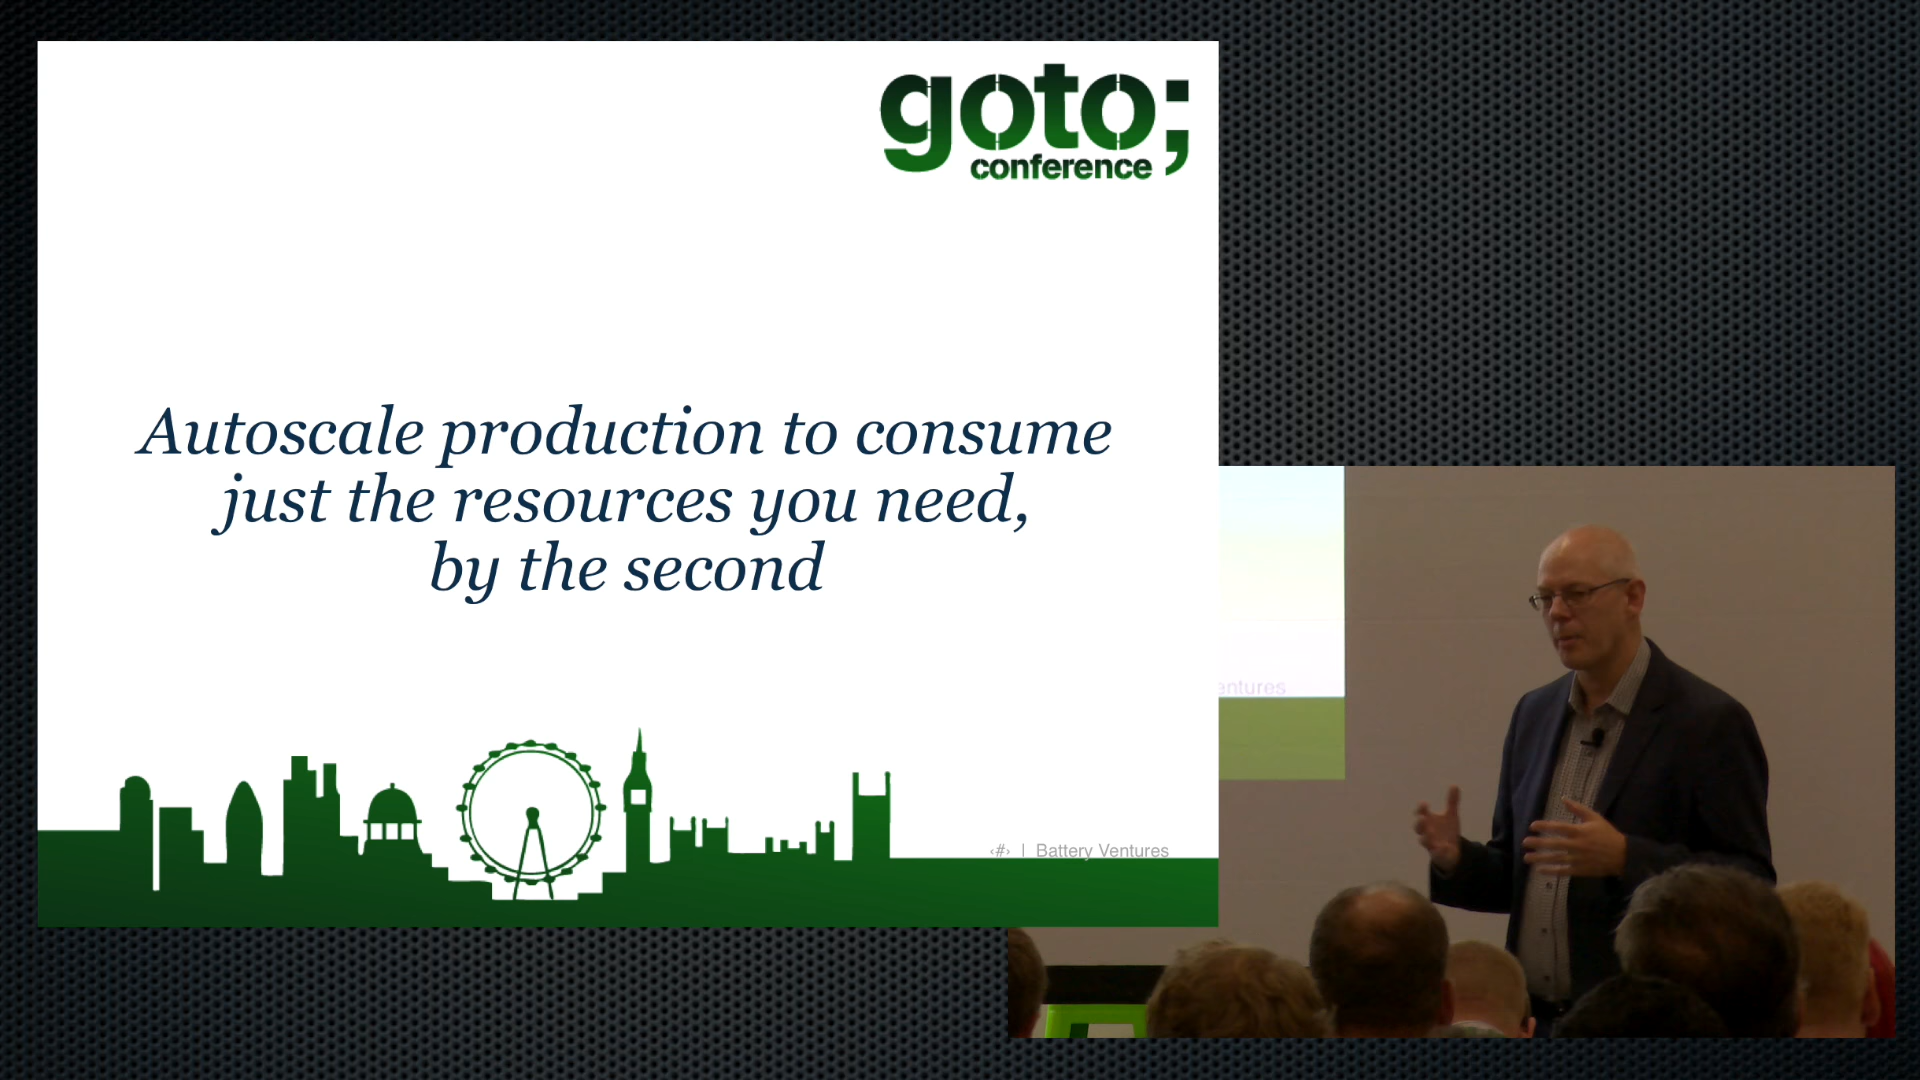 goto;
conference
Autoscale production to consume
just the resources you need,
by the second
‹#› | Battery Ventures
entures